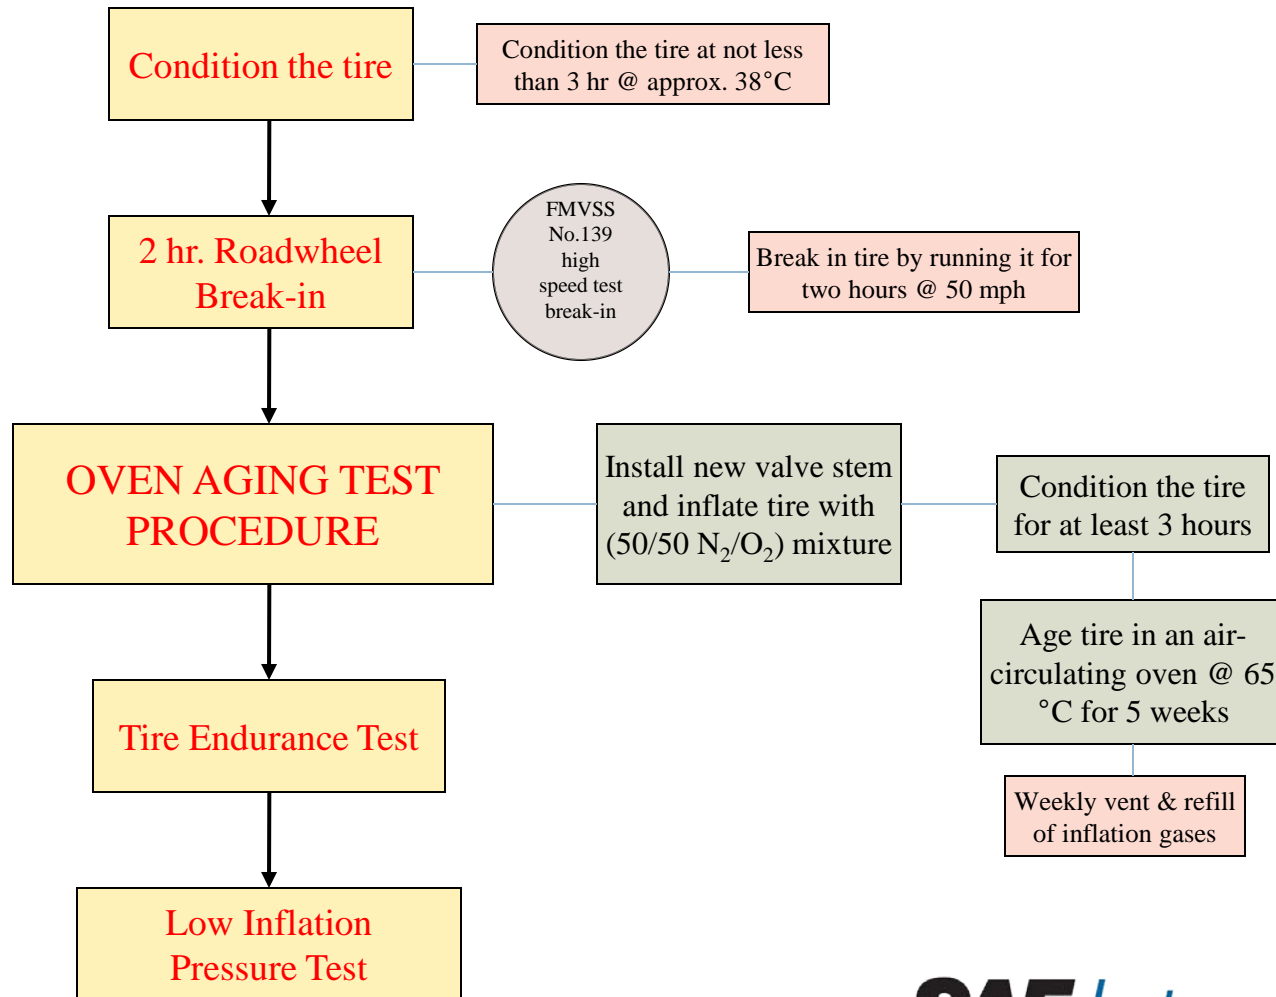 Condition the tire
Condition the tire at not less
than 3 hr @ approx. 38°C
2 hr. Roadwheel
Break-in
FMVSS
No.139
high
speed test
break-in
Break in tire by running it for
two hours @ 50 mph
OVEN AGING TEST
PROCEDURE
Install new valve stem
and inflate tire with
(50/50 N₂/O₂) mixture
Condition the tire
for at least 3 hours
Age tire in an air-
circulating oven @ 65
°C for 5 weeks
Weekly vent & refill
of inflation gases
Tire Endurance Test
Low Inflation
Pressure Test